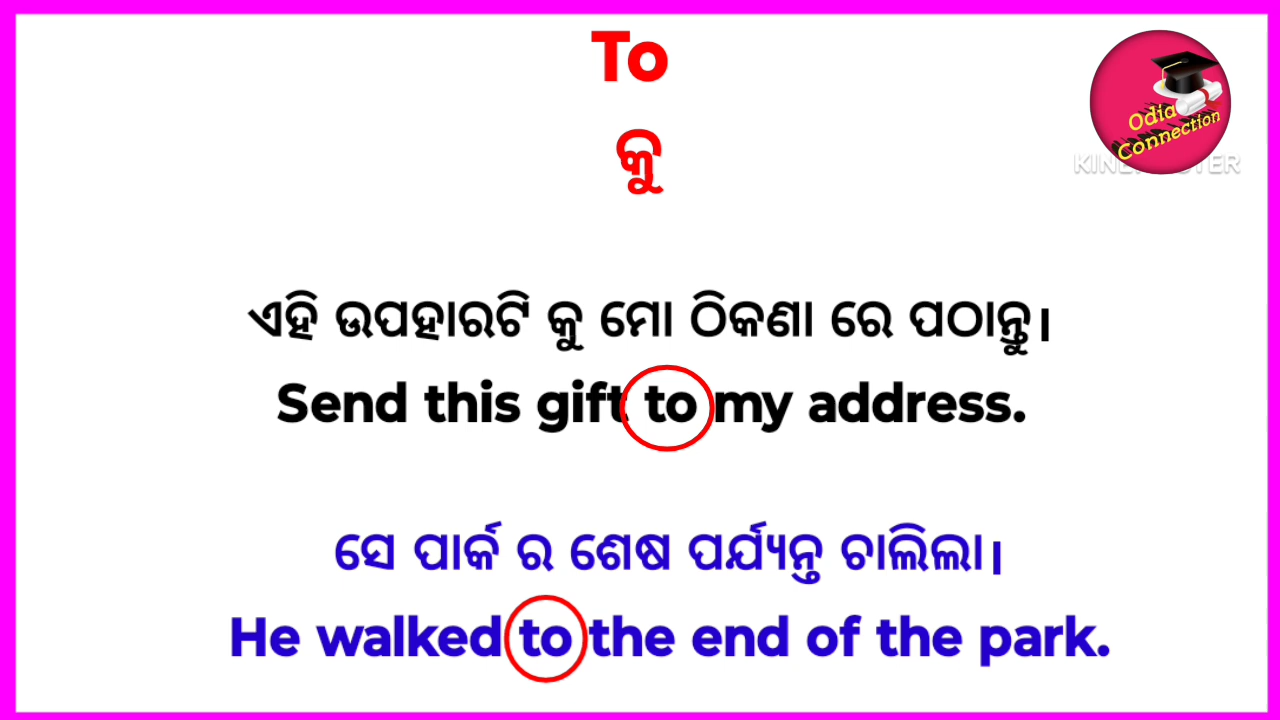 To
କୁ
Odia
Connection
ଏହି ଉପହାରଟି କୁ ମୋ ଠିକଣା ରେ ପଠାନ୍ତୁ।
Send this gift to my address.
ସେ ପାର୍କ ର ଶେଷ ପର୍ଯ୍ୟନ୍ତ ଚାଲିଲା।
He walked to the end of the park.